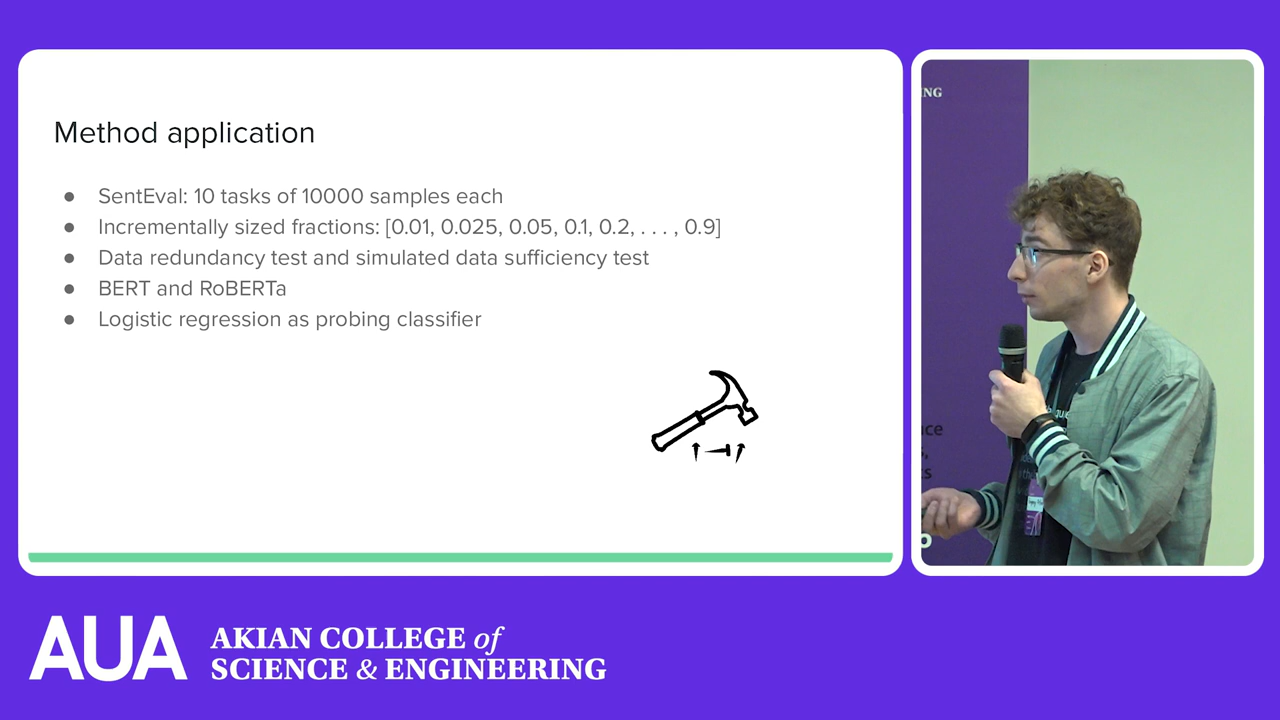 Method application
● SentEval: 10 tasks of 10000 samples each
● Incrementally sized fractions: [0.01, 0.025, 0.05, 0.1, 0.2, . . . , 0.9]
● Data redundancy test and simulated data sufficiency test
● BERT and RoBERTa
● Logistic regression as probing classifier
NG
AUA
AKIAN COLLEGE of
SCIENCE & ENGINEERING